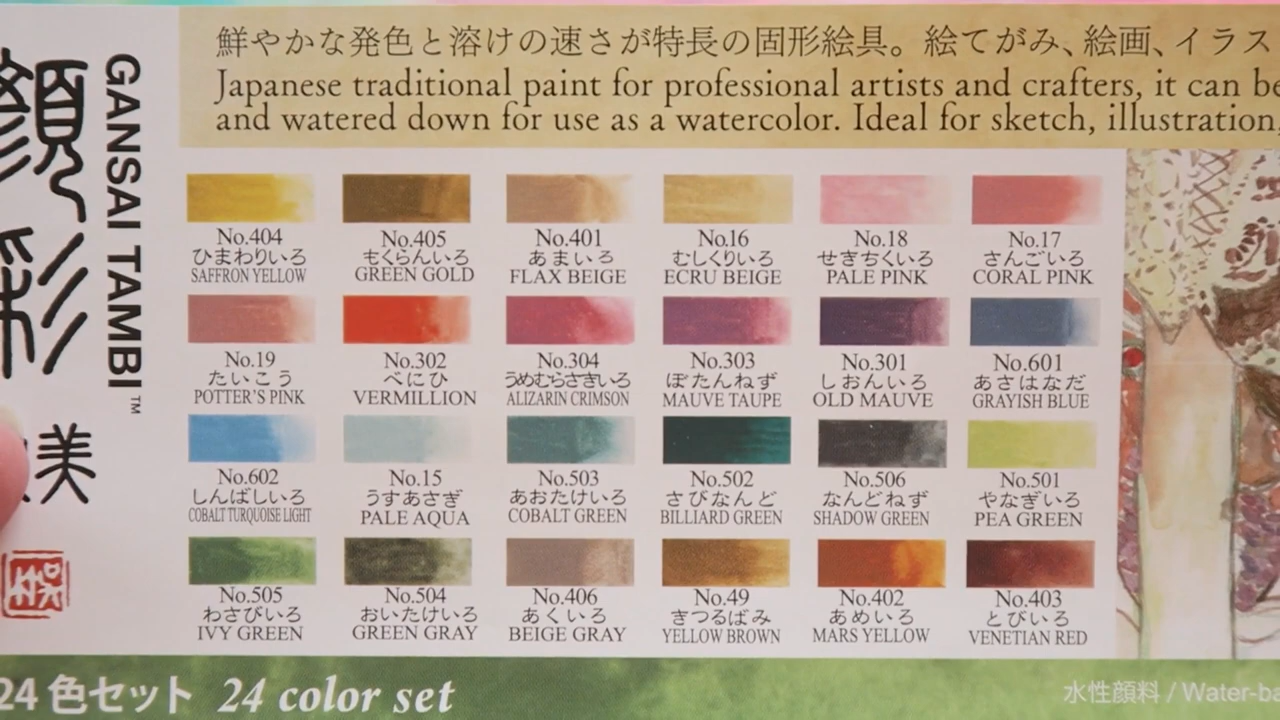 鮮やかな発色と溶けの速さが特長の固形絵具。絵てがみ、絵画、イラス
Japanese traditional paint for professional artists and crafters, it can be
and watered down for use as a watercolor. Ideal for sketch, illustration,
顔彩
GANSAI TAMBI™
美
No.404 No.405 No.401 No.16 No.18 No.17
ひまわりいろ もくらんいろ あまいろ むしくりいろ せきちくいろ さんごいろ
SAFFRON YELLOW GREEN GOLD FLAX BEIGE ECRU BEIGE PALE PINK CORAL PINK
No.19 No.302 No.304 No.303 No.301 No.601
たいこう べにひ うめむらさきいろ ぼたんねず しおんいろ あさはなだ
POTTER'S PINK VERMILLION ALIZARIN CRIMSON MAUVE TAUPE OLD MAUVE GRAYISH BLUE
No.602 No.15 No.503 No.502 No.506 No.501
しんばしいろ うすあさぎ あおたけいろ さびなんど なんどねず やなぎいろ
COBALT TURQUOISE LIGHT PALE AQUA COBALT GREEN BILLIARD GREEN SHADOW GREEN PEA GREEN
No.505 No.504 No.406 No.49 No.402 No.403
わさびいろ おいたけいろ あくいろ きつるばみ あめいろ とびいろ
IVY GREEN GREEN GRAY BEIGE GRAY YELLOW BROWN MARS YELLOW VENETIAN RED
24色セット 24 color set
水性顔料 / Water-ba